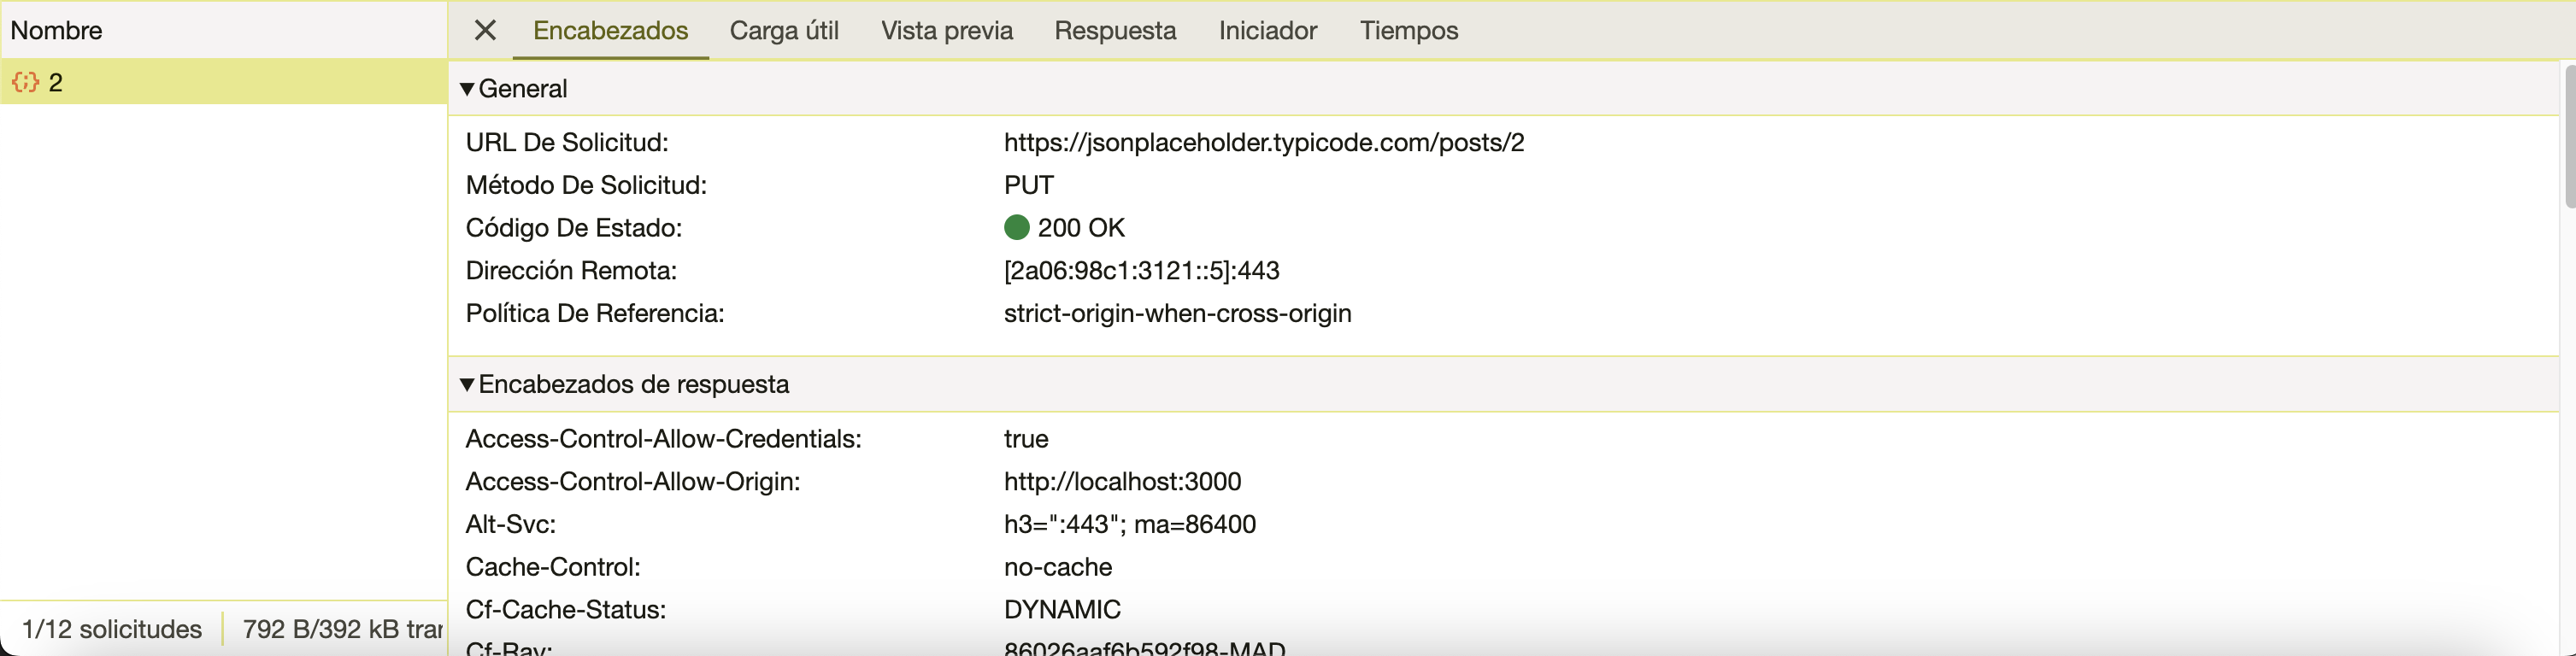 Nombre
Encabezados Carga útil Vista previa Respuesta Iniciador Tiempos
{;} 2
▼General
URL De Solicitud: https://jsonplaceholder.typicode.com/posts/2
Método De Solicitud: PUT
Código De Estado: 200 OK
Dirección Remota: [2a06:98c1:3121::5]:443
Política De Referencia: strict-origin-when-cross-origin
▼Encabezados de respuesta
Access-Control-Allow-Credentials: true
Access-Control-Allow-Origin: http://localhost:3000
Alt-Svc: h3=":443"; ma=86400
Cache-Control: no-cache
Cf-Cache-Status: DYNAMIC
Cf-Ray: 86026aaf6b592f98-MAD
1/12 solicitudes 792 B/392 kB trar